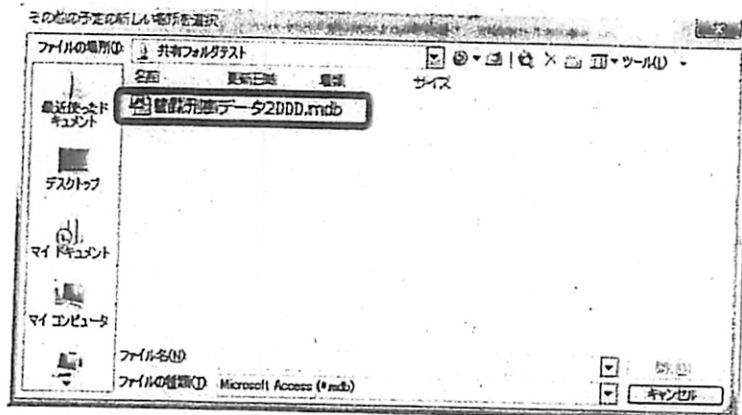 その他の予定の新しい場所を選択
ファイルの場所(I):
共有フォルダテスト
ツール(L)
名前 更新日時 種類 サイズ
データ2000.mdb
最近使ったド
キュメント
デスクトップ
マイ ドキュメント
マイ コンピュータ
ファイル名(N):
ファイルの種類(T): Microsoft Access (*.mdb)
キャンセル